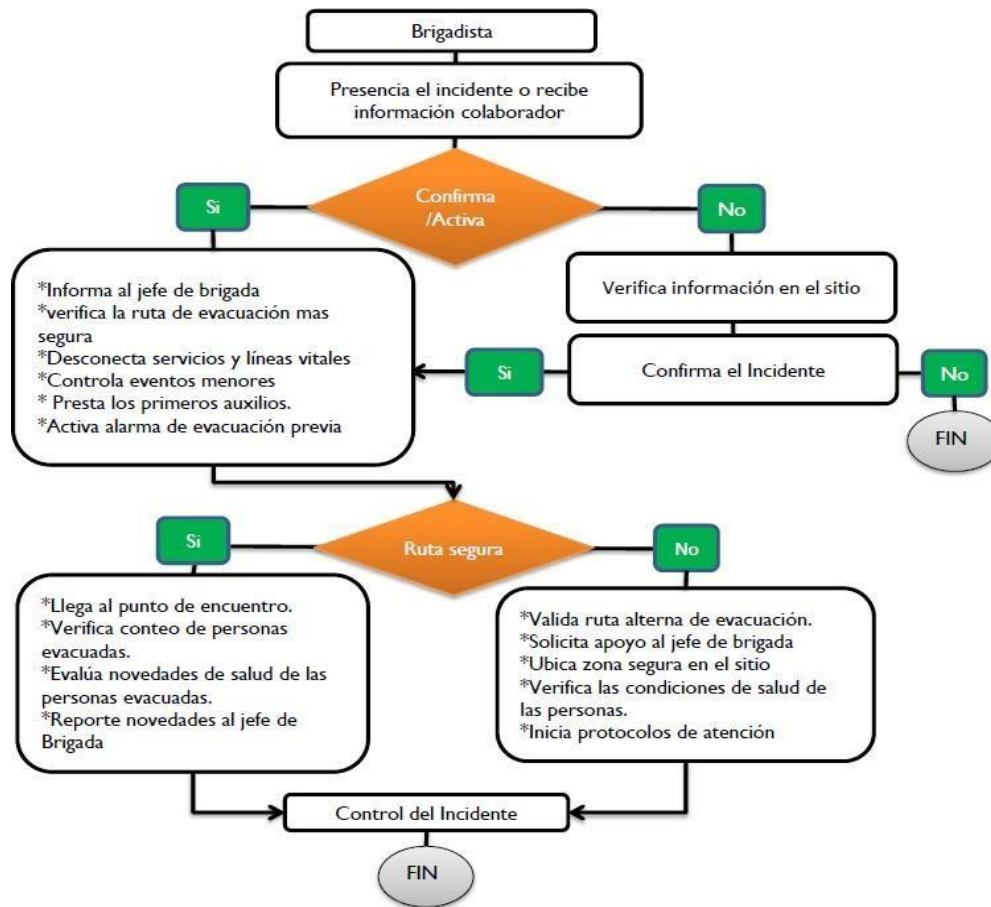 Brigadista
Presencia el incidente o recibe
información colaborador
Confirma
/Activa
Si
No
*Informa al jefe de brigada
*verifica la ruta de evacuación mas
segura
*Desconecta servicios y líneas vitales
*Controla eventos menores
* Presta los primeros auxilios.
*Activa alarma de evacuación previa
Verifica información en el sitio
Si
Confirma el Incidente
No
FIN
Ruta segura
Si
No
*Llega al punto de encuentro.
*Verifica conteo de personas
evacuadas.
*Evalúa novedades de salud de las
personas evacuadas.
*Reporte novedades al jefe de
Brigada
*Valida ruta alterna de evacuación.
*Solicita apoyo al jefe de brigada
*Ubica zona segura en el sitio
*Verifica las condiciones de salud de
las personas.
*Inicia protocolos de atención
Control del Incidente
FIN